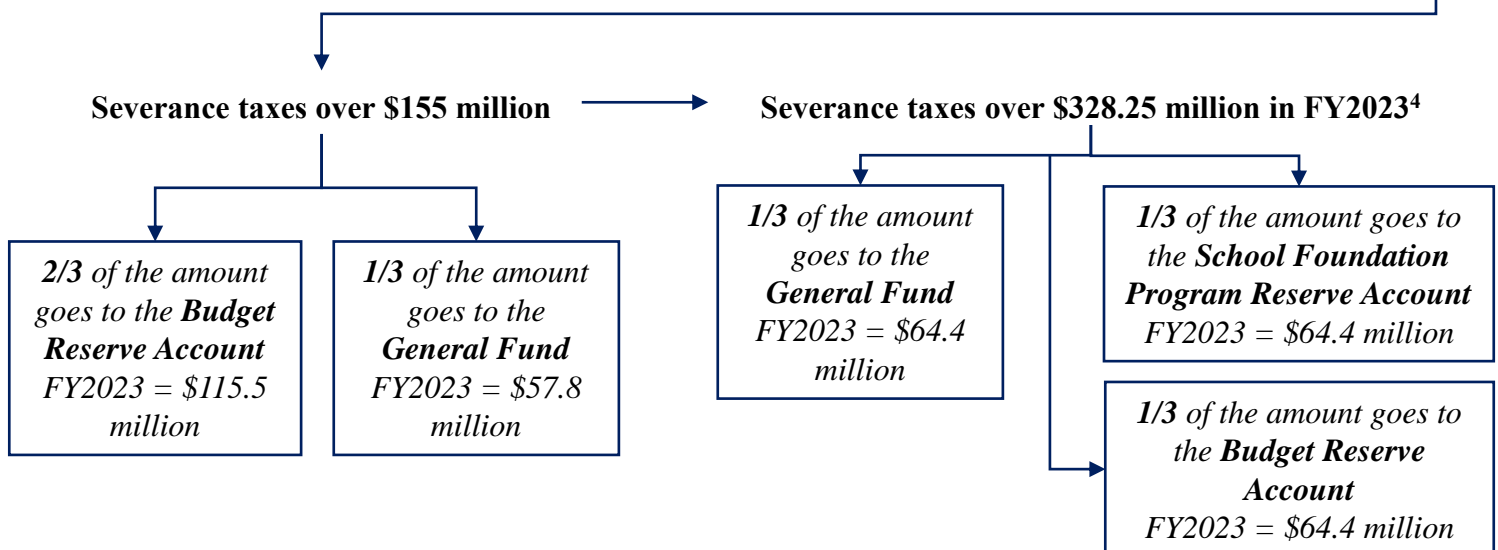 Severance taxes over $155 million
Severance taxes over $328.25 million in FY2023⁴
2/3 of the amount
goes to the Budget
Reserve Account
FY2023 = $115.5
million
1/3 of the amount
goes to the
General Fund
FY2023 = $57.8
million
1/3 of the amount
goes to the
General Fund
FY2023 = $64.4
million
1/3 of the amount goes to
the School Foundation
Program Reserve Account
FY2023 = $64.4 million
1/3 of the amount goes to
the Budget Reserve
Account
FY2023 = $64.4 million